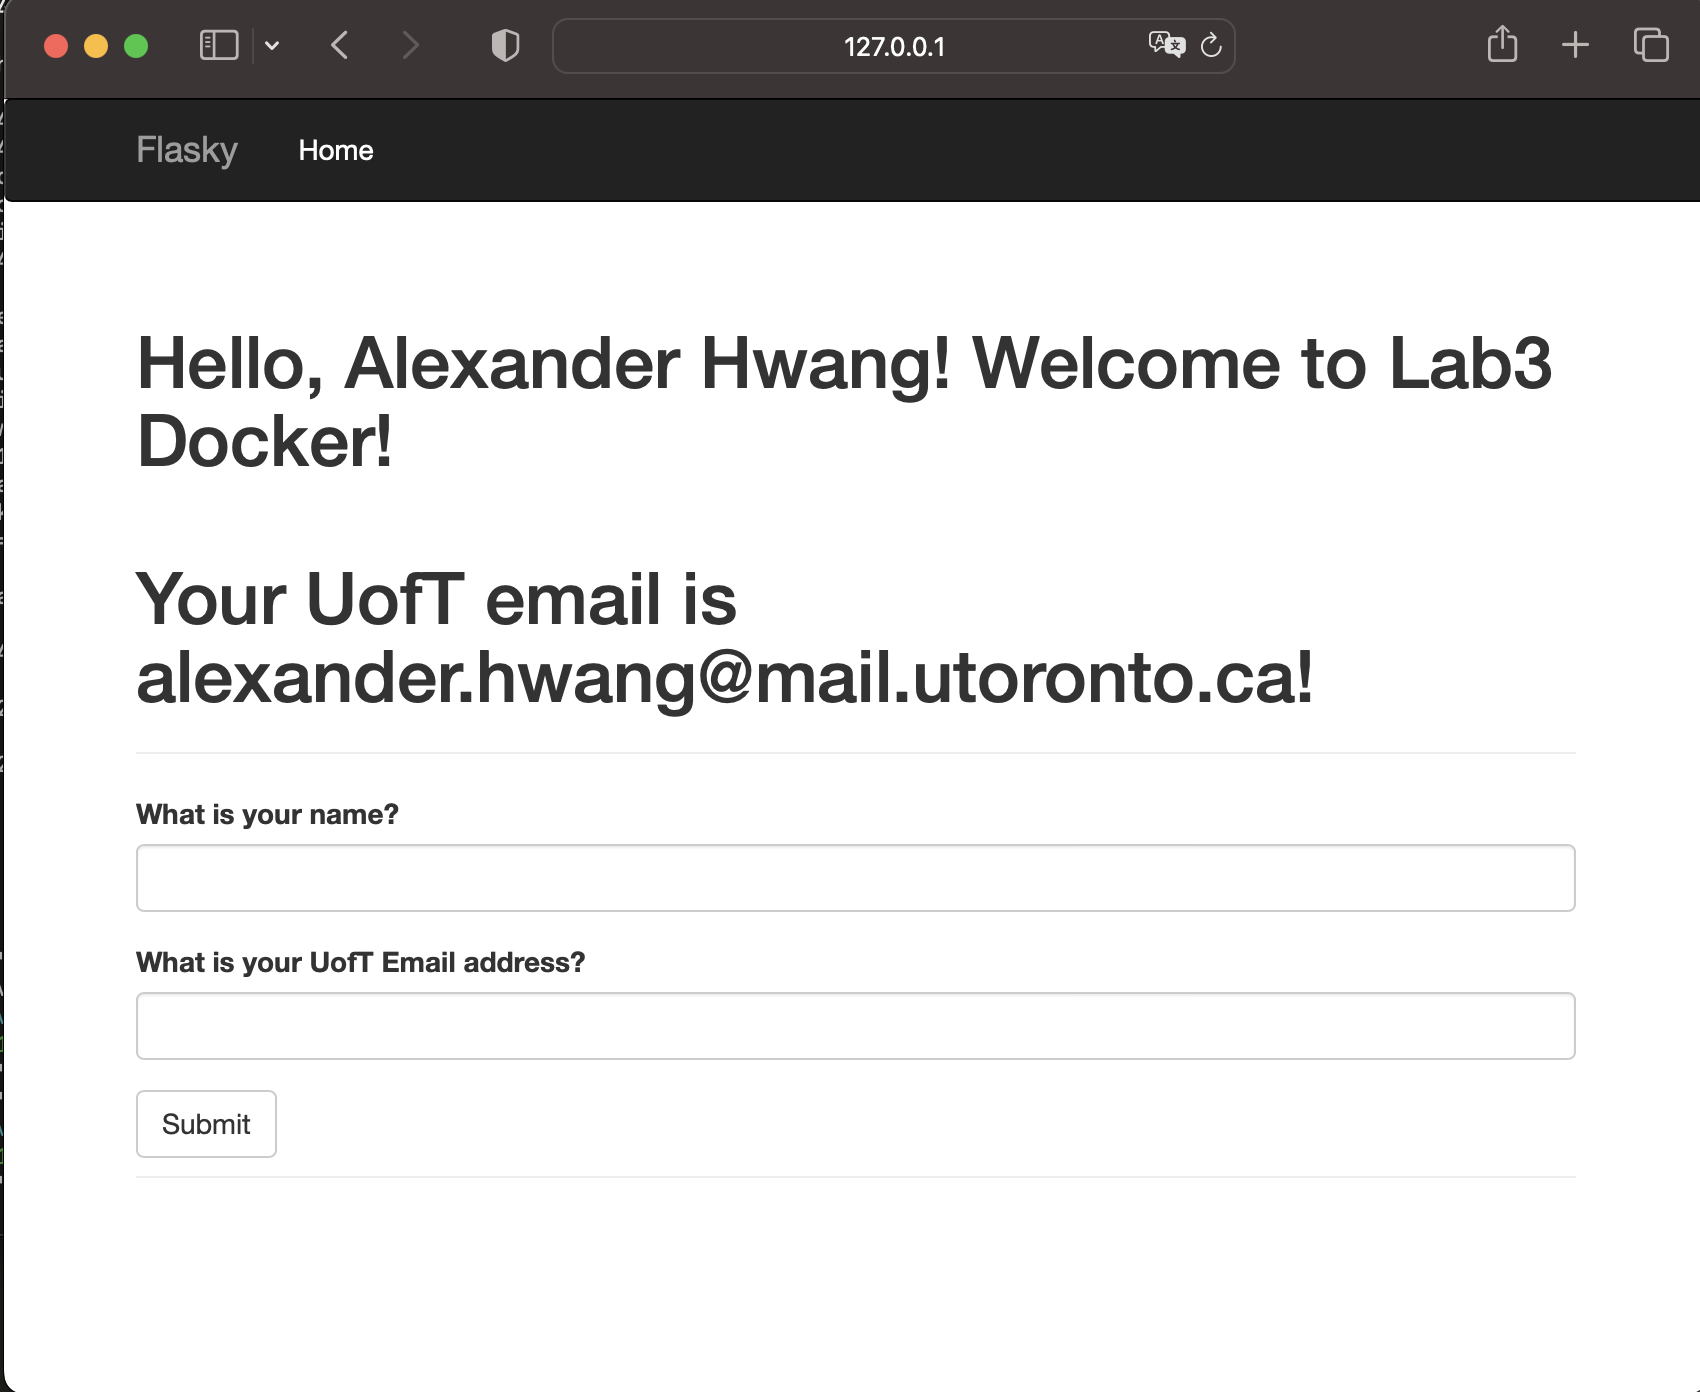 127.0.0.1
Flasky Home
Hello, Alexander Hwang! Welcome to Lab3
Docker!
Your UofT email is
alexander.hwang@mail.utoronto.ca!
What is your name?
What is your UofT Email address?
Submit